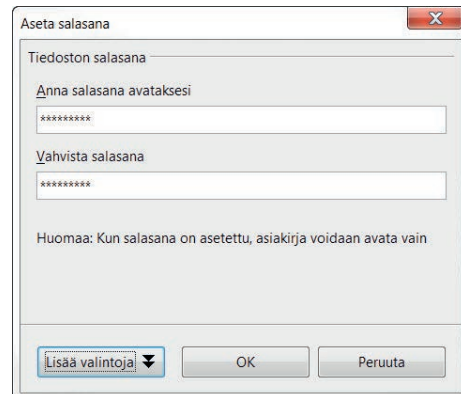 Aseta salasana
Tiedoston salasana
Anna salasana avataksesi
*********
Vahvista salasana
*********
Huomaa: Kun salasana on asetettu, asiakirja voidaan avata vain
Lisää valintoja OK Peruuta